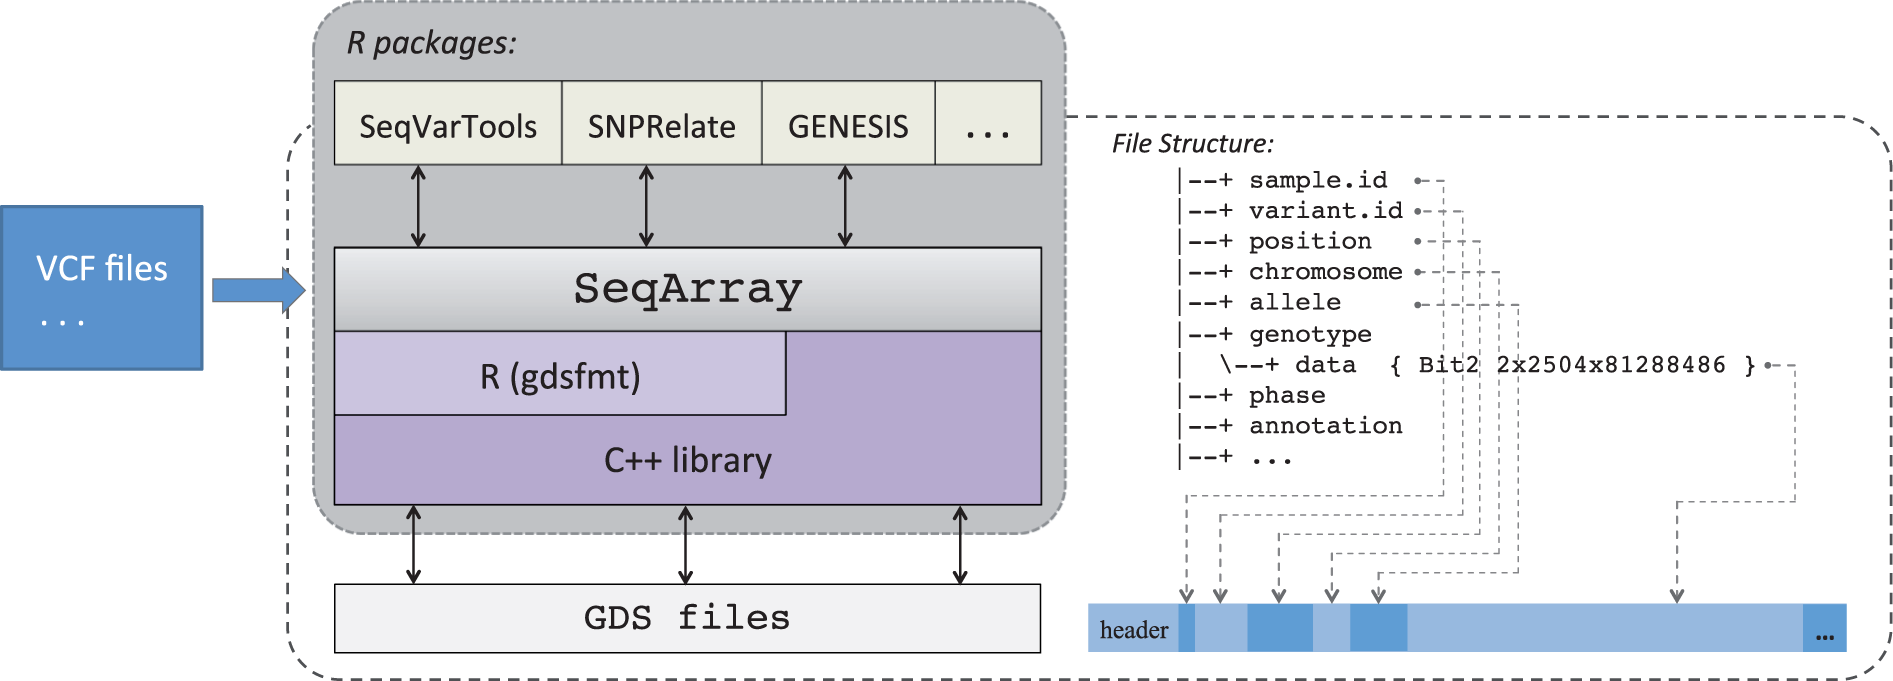 R packages:
SeqVarTools SNPRelate GENESIS ...
VCF files
...
SeqArray
R (gdsfmt)
C++ library
GDS files
File Structure:
|--+ sample.id
|--+ variant.id
|--+ position
|--+ chromosome
|--+ allele
|--+ genotype
|  \--+ data { Bit2 2x2504x81288486 }
|--+ phase
|--+ annotation
|--+ ...
header ...